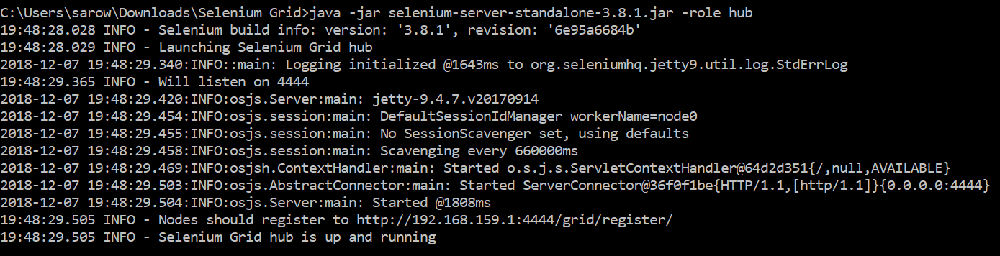 C:\Users\sarow\Downloads\Selenium Grid>java -jar selenium-server-standalone-3.8.1.jar -role hub
19:48:28.028 INFO - Selenium build info: version: '3.8.1', revision: '6e95a6684b'
19:48:28.029 INFO - Launching Selenium Grid hub
2018-12-07 19:48:29.340:INFO::main: Logging initialized @1643ms to org.seleniumhq.jetty9.util.log.StdErrLog
19:48:29.365 INFO - Will listen on 4444
2018-12-07 19:48:29.420:INFO:osjs.Server:main: jetty-9.4.7.v20170914
2018-12-07 19:48:29.454:INFO:osjs.session:main: DefaultSessionIdManager workerName=node0
2018-12-07 19:48:29.455:INFO:osjs.session:main: No SessionScavenger set, using defaults
2018-12-07 19:48:29.458:INFO:osjs.session:main: Scavenging every 660000ms
2018-12-07 19:48:29.469:INFO:osjsh.ContextHandler:main: Started o.s.j.s.ServletContextHandler@64d2d351{/,null,AVAILABLE}
2018-12-07 19:48:29.503:INFO:osjs.AbstractConnector:main: Started ServerConnector@36f0f1be{HTTP/1.1,[http/1.1]}{0.0.0.0:4444}
2018-12-07 19:48:29.504:INFO:osjs.Server:main: Started @1808ms
19:48:29.505 INFO - Nodes should register to http://192.168.159.1:4444/grid/register/
19:48:29.505 INFO - Selenium Grid hub is up and running